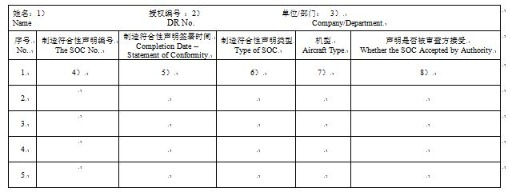 姓名：1） 授权编号：2） 单位/部门： 3）
Name DR No. Company/Department.
序号 制造符合性声明编号 制造符合性声明签署时间 制造符合性声明类型 机型 声明是否被审查方接受
No. The SOC No. Completion Date – Statement of Conformity Type of SOC. Aircraft Type. Whether the SOC Accepted by Authority.
1. 4） 5） 6） 7） 8）
2.
3.
4.
5.